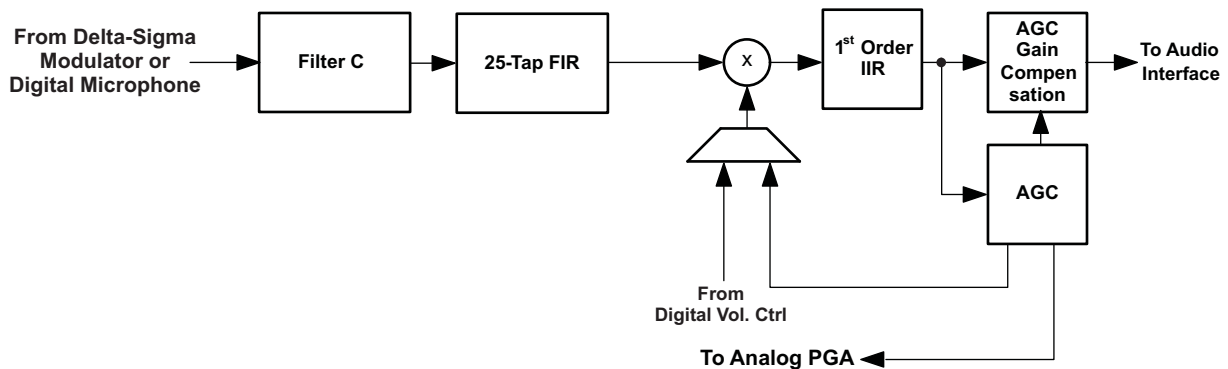 From Delta-Sigma
Modulator or
Digital Microphone
Filter C
25-Tap FIR
X
1st Order
IIR
AGC
Gain
Compen
sation
To Audio
Interface
AGC
From
Digital Vol. Ctrl
To Analog PGA